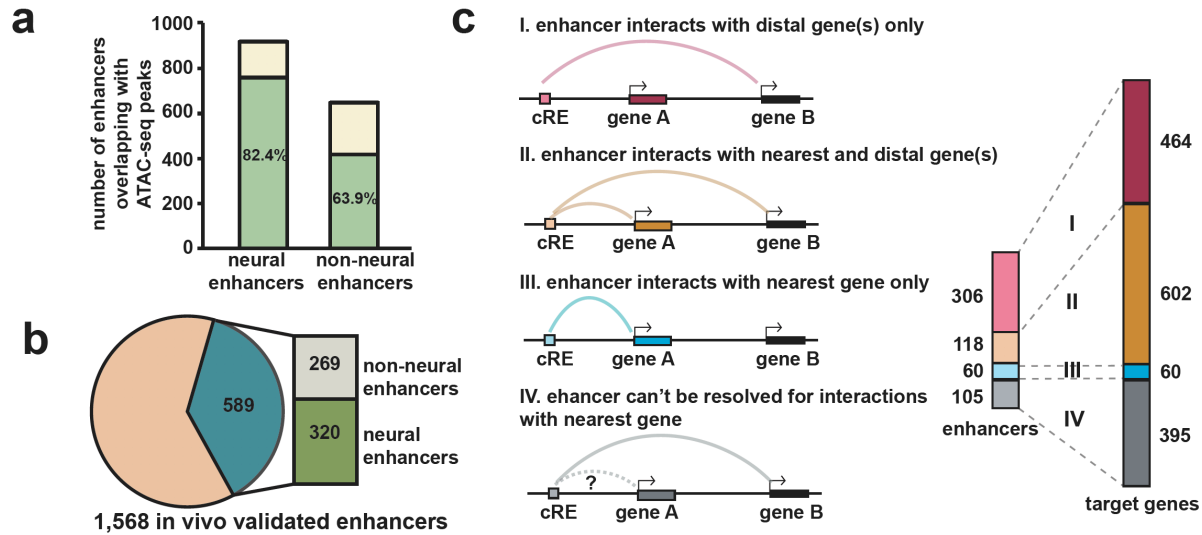 a
number of enhancers
overlapping with
ATAC-seq peaks
1000
800
600
400
200
0
82.4%
63.9%
neural
enhancers
non-neural
enhancers
b
589
269
320
non-neural
enhancers
neural
enhancers
1,568 in vivo validated enhancers
c
I. enhancer interacts with distal gene(s) only
cRE
gene A
gene B
II. enhancer interacts with nearest and distal gene(s)
cRE
gene A
gene B
III. enhancer interacts with nearest gene only
cRE
gene A
gene B
IV. ehancer can't be resolved for interactions
with nearest gene
?
cRE
gene A
gene B
306
118
60
105
enhancers
I
II
III
IV
464
602
60
395
target genes